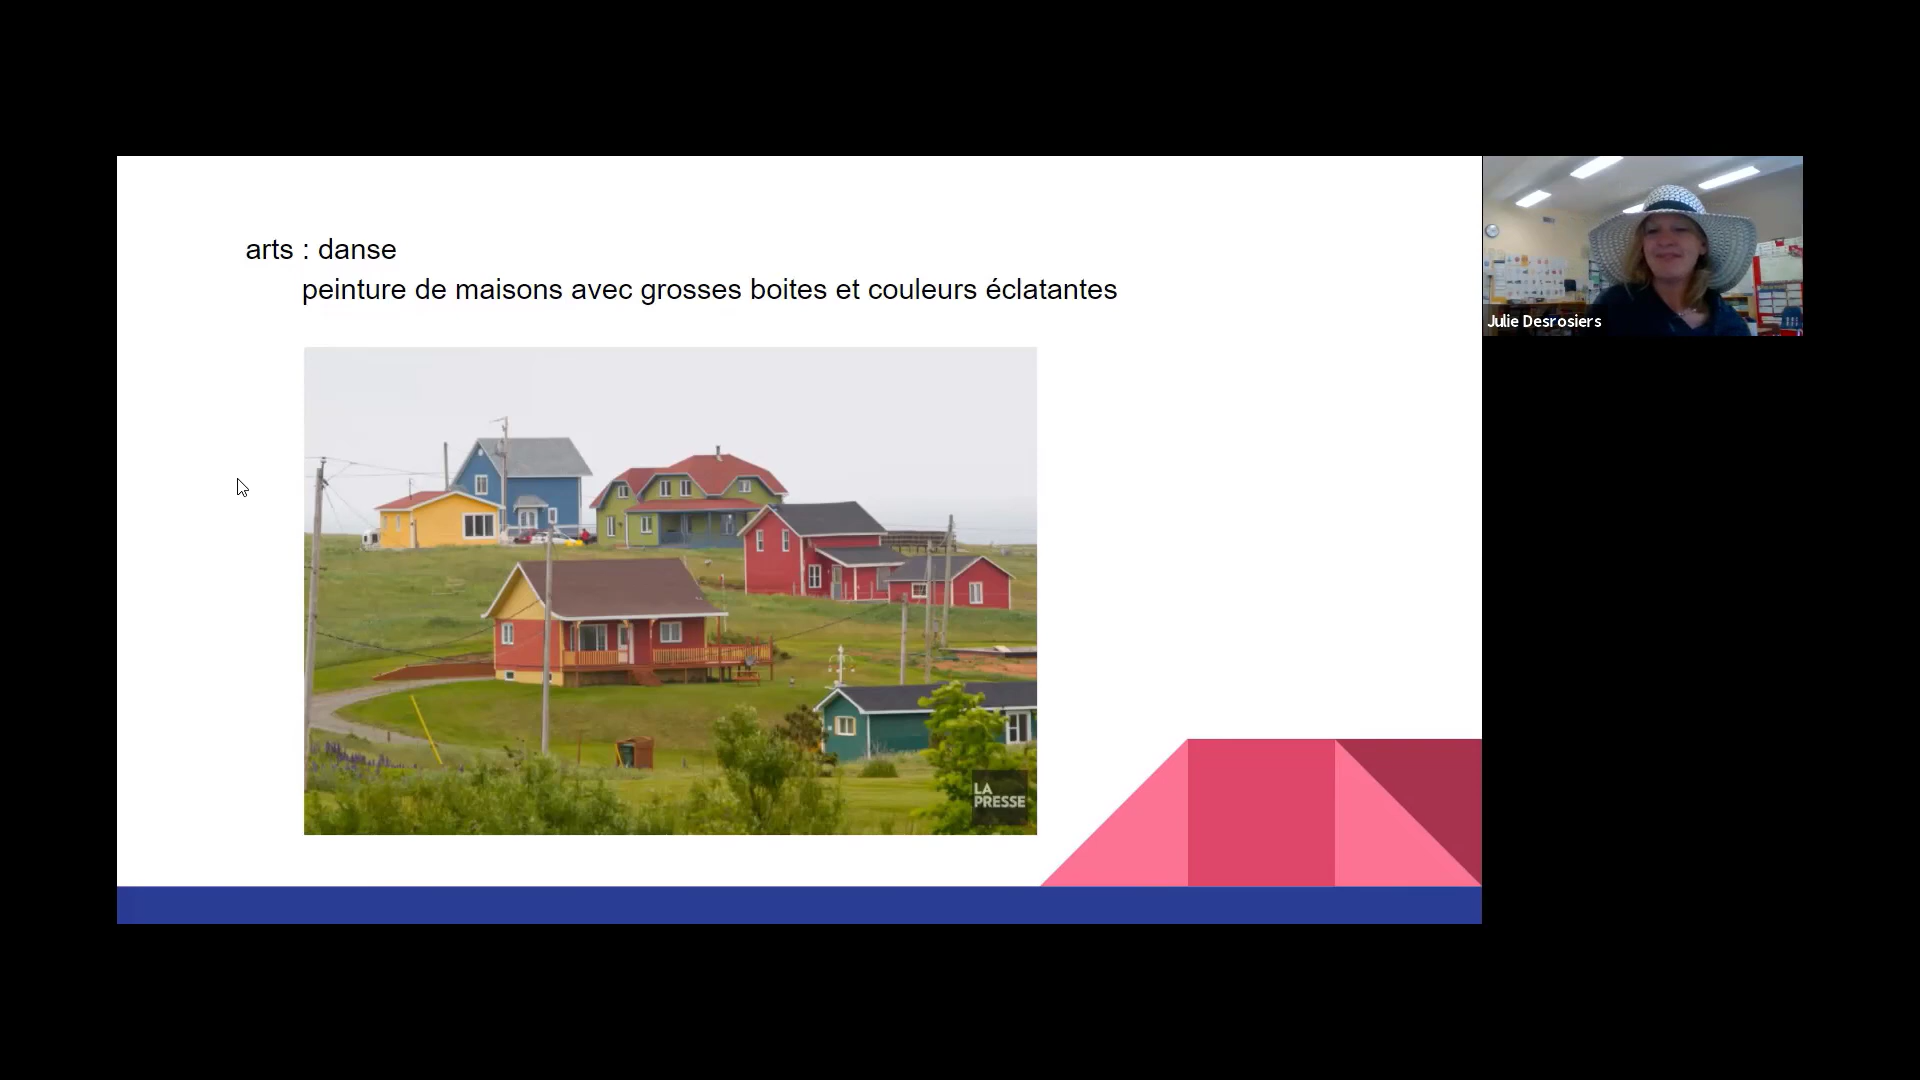 arts : danse
peinture de maisons avec grosses boites et couleurs éclatantes
Julie Desrosiers
LA
PRESSE